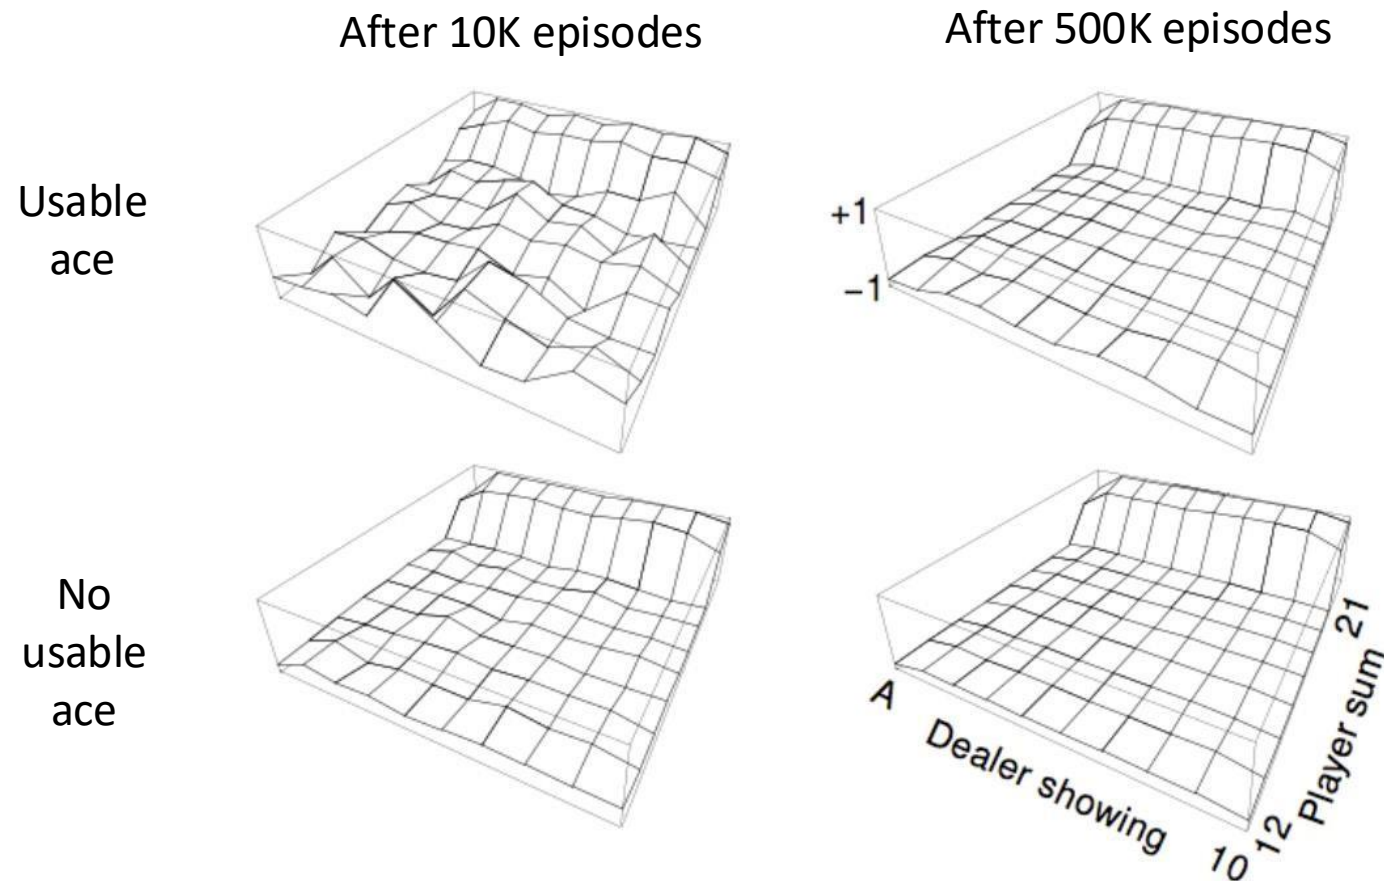 After 10K episodes
After 500K episodes
Usable
ace
+1
−1
No
usable
ace
A
Dealer showing
10
12
Player sum
21